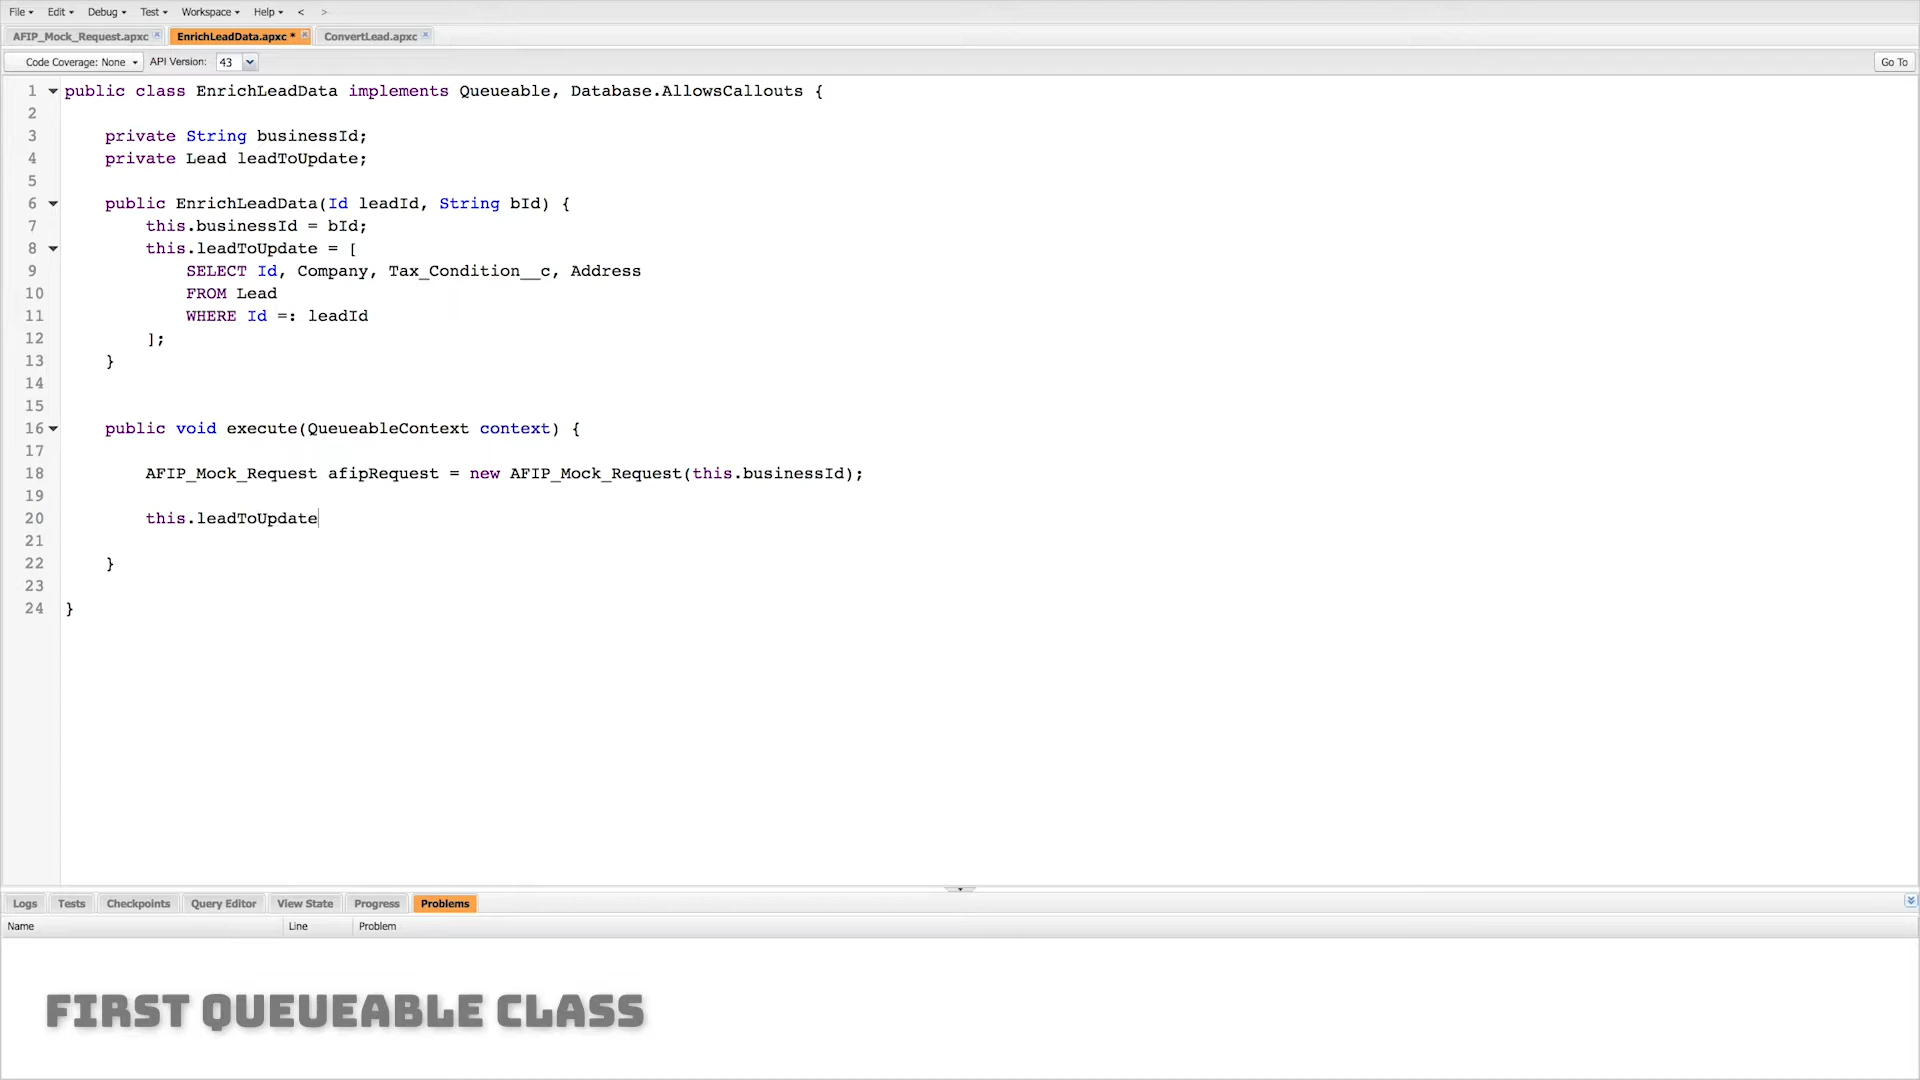 File Edit Debug Test Workspace Help < >
AFIP_Mock_Request.apxc EnrichLeadData.apxc * ConvertLead.apxc
Code Coverage: None API Version: 43 Go To
1 public class EnrichLeadData implements Queueable, Database.AllowsCallouts {
2
3 private String businessId;
4 private Lead leadToUpdate;
5
6 public EnrichLeadData(Id leadId, String bId) {
7 this.businessId = bId;
8 this.leadToUpdate = [
9 SELECT Id, Company, Tax_Condition__c, Address
10 FROM Lead
11 WHERE Id =: leadId
12 ];
13 }
14
15
16 public void execute(QueueableContext context) {
17
18 AFIP_Mock_Request afipRequest = new AFIP_Mock_Request(this.businessId);
19
20 this.leadToUpdate
21
22 }
23
24 }
Logs Tests Checkpoints Query Editor View State Progress Problems
Name Line Problem
FIRST QUEUEABLE CLASS